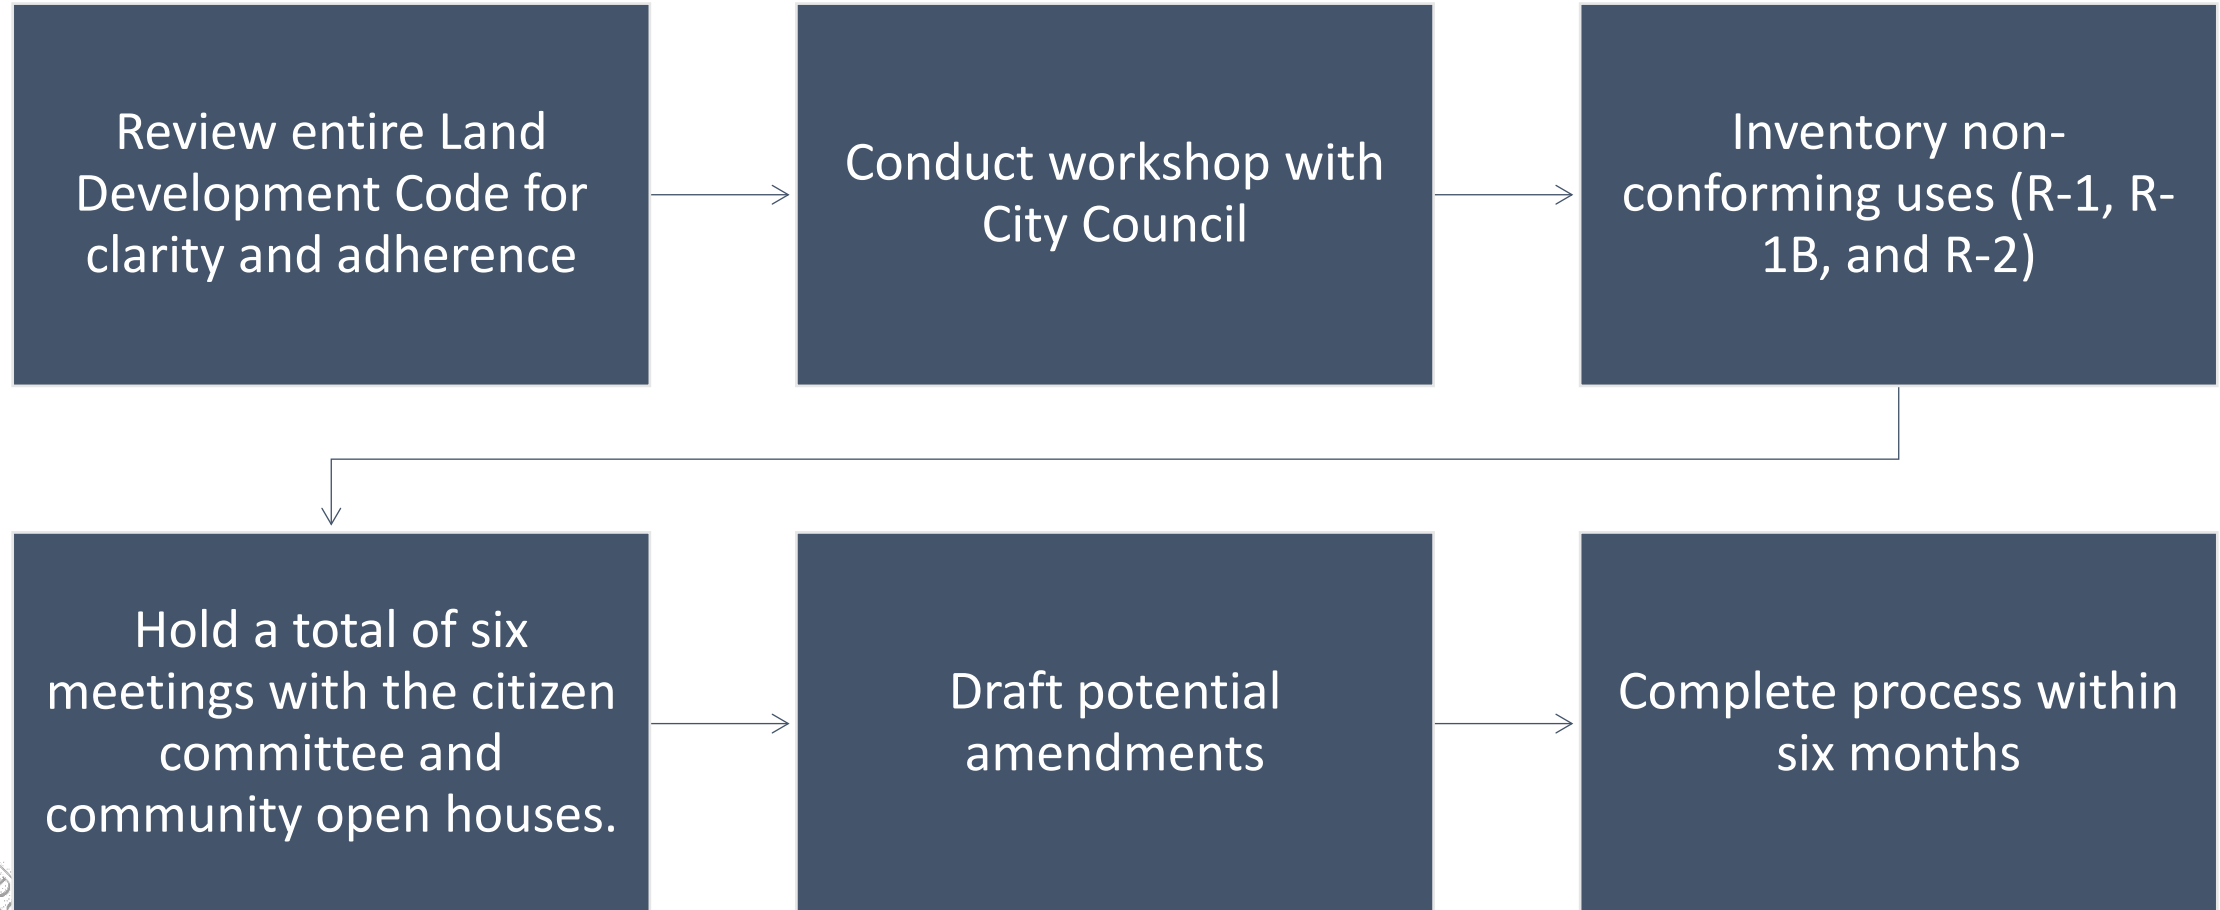 Review entire Land
Development Code for
clarity and adherence
Conduct workshop with
City Council
Inventory non-
conforming uses (R-1, R-
1B, and R-2)
Hold a total of six
meetings with the citizen
committee and
community open houses.
Draft potential
amendments
Complete process within
six months